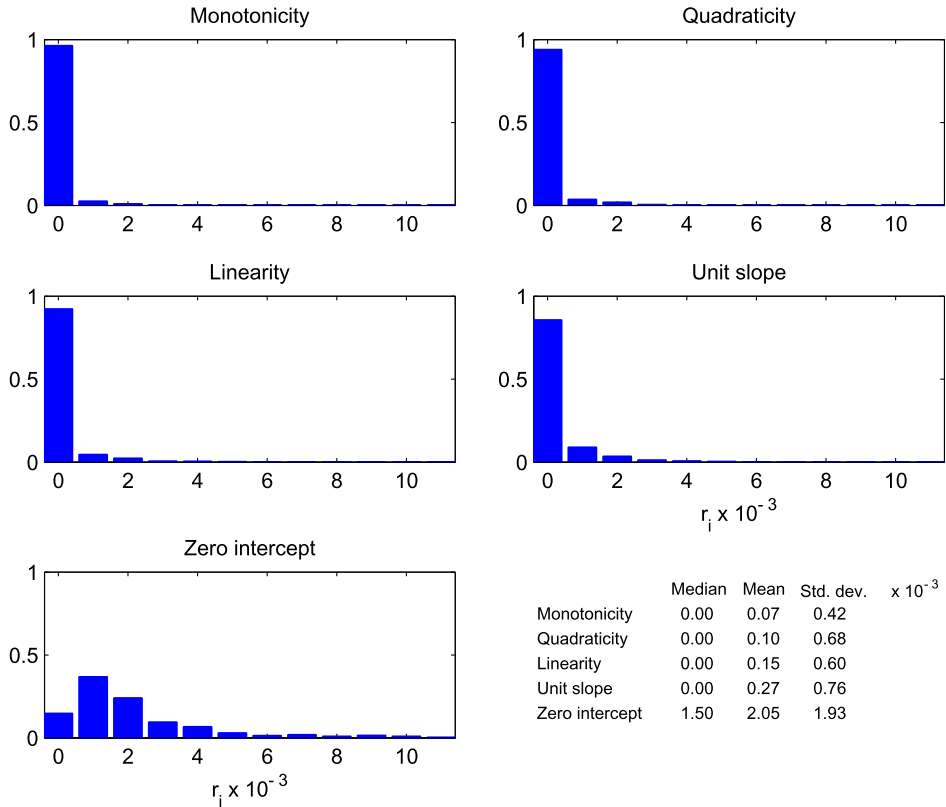 Monotonicity
1
0.5
0
0 2 4 6 8 10
Quadraticity
1
0.5
0
0 2 4 6 8 10
Linearity
1
0.5
0
0 2 4 6 8 10
Unit slope
1
0.5
0
0 2 4 6 8 10
r_i x 10^-3
Zero intercept
1
0.5
0
0 2 4 6 8 10
r_i x 10^-3
Median Mean Std. dev. x 10^-3
Monotonicity 0.00 0.07 0.42
Quadraticity 0.00 0.10 0.68
Linearity 0.00 0.15 0.60
Unit slope 0.00 0.27 0.76
Zero intercept 1.50 2.05 1.93